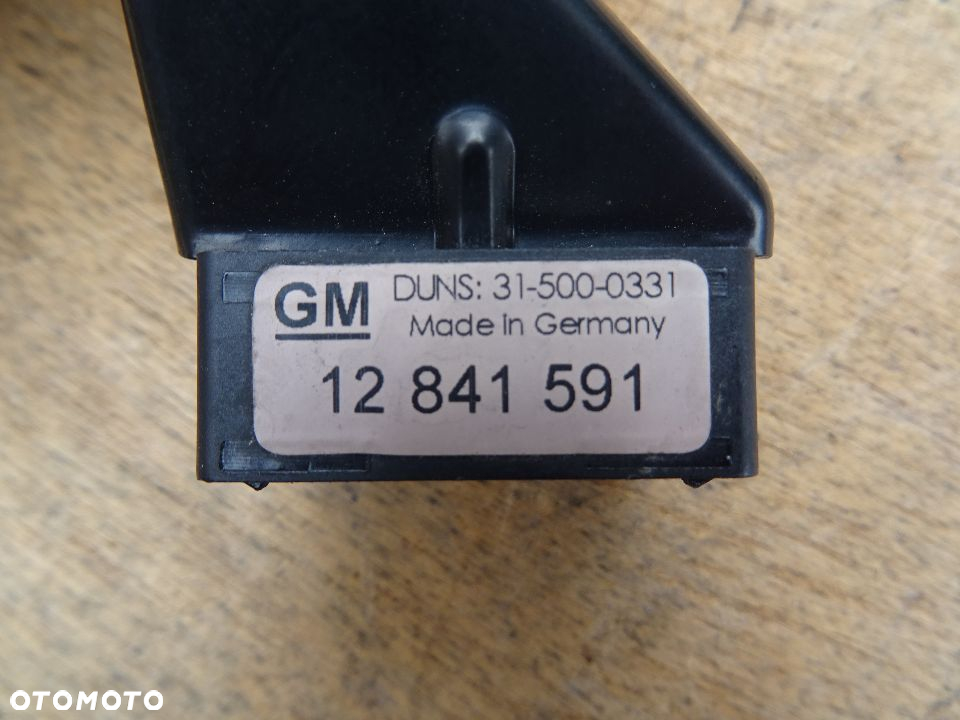 GM
DUNS: 31-500-0331
Made in Germany
12 841 591
OTOMOTO